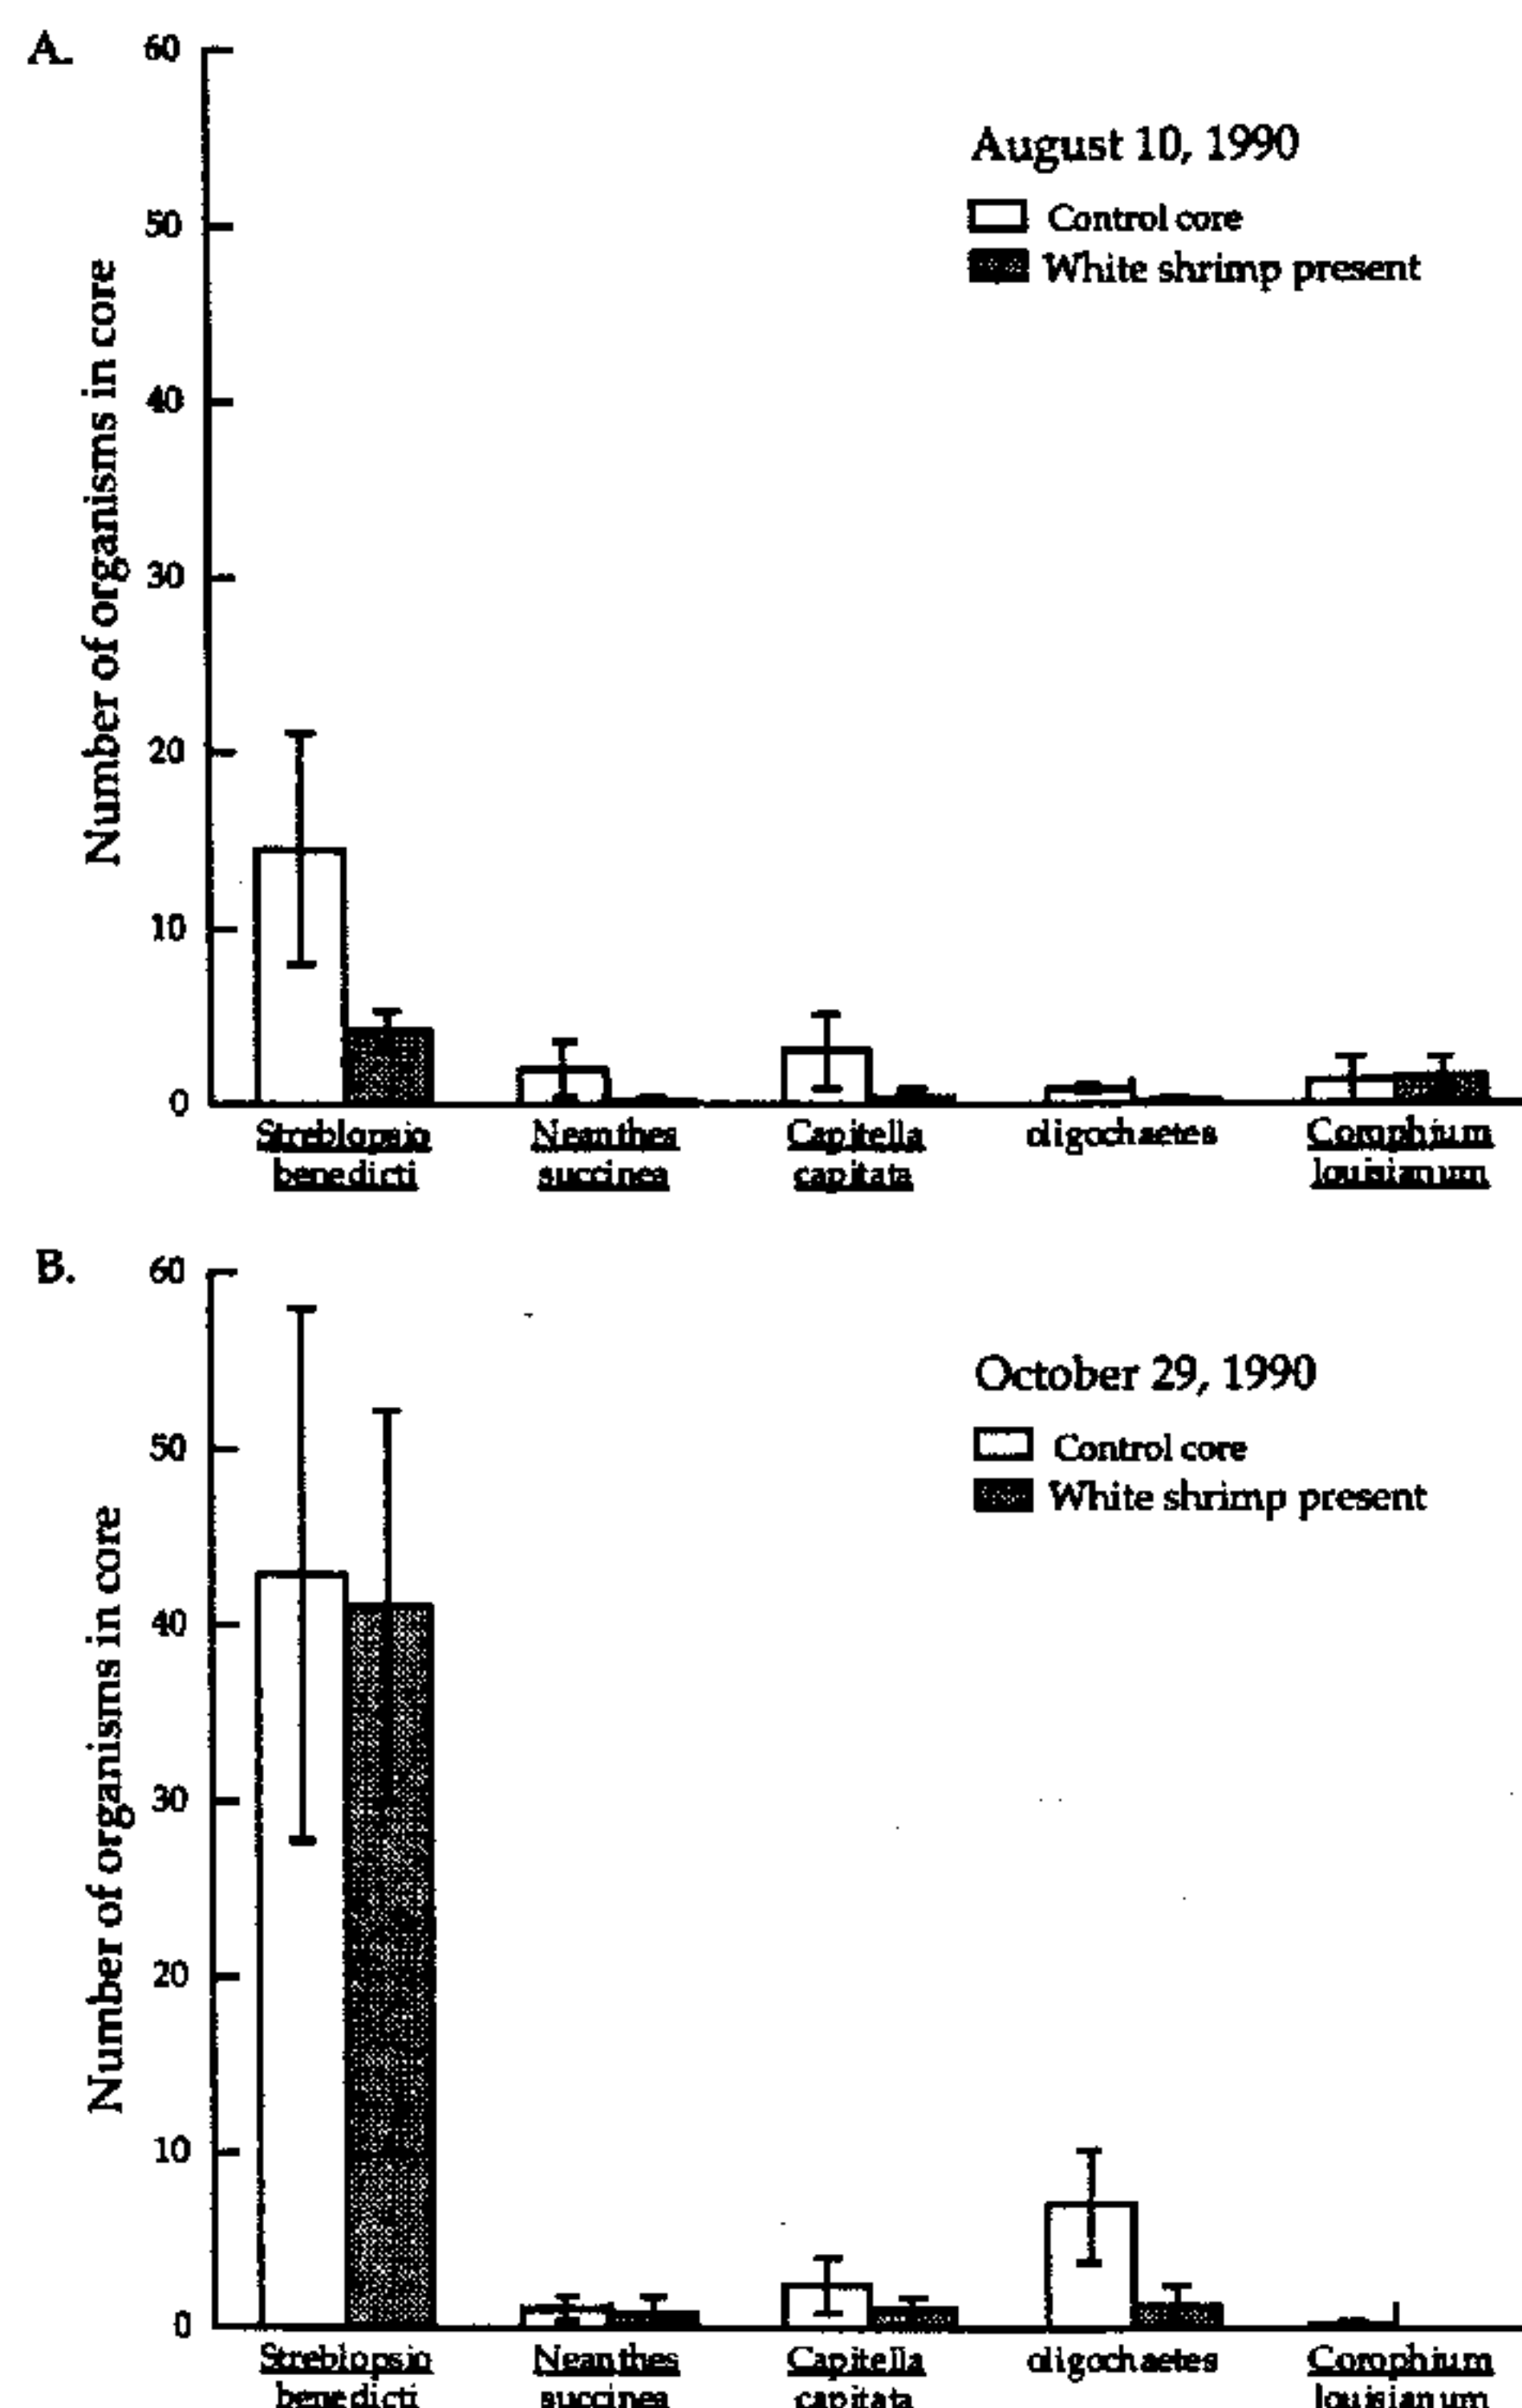 A.
60
50
40
30
20
10
0
Number of organisms in core
August 10, 1990
Control core
White shrimp present
Streblopsio
benedicti
Neanthes
succinea
Capitella
capitata
oligochaetes
Corophium
louisianum
B.
60
50
40
30
20
10
0
Number of organisms in core
October 29, 1990
Control core
White shrimp present
Streblopsio
benedicti
Neanthes
succinea
Capitella
capitata
oligochaetes
Corophium
louisianum